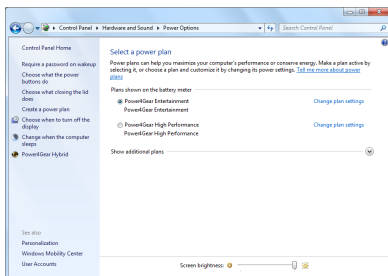 Control Panel ▸ Hardware and Sound ▸ Power Options
Search Control Panel
Control Panel Home
Require a password on wakeup
Choose what the power
buttons do
Choose what closing the lid
does
Create a power plan
Choose when to turn off the
display
Change when the computer
sleeps
Power4Gear Hybrid
See also
Personalization
Windows Mobility Center
User Accounts
Select a power plan
Power plans can help you maximize your computer's performance or conserve energy. Make a plan active by
selecting it, or choose a plan and customize it by changing its power settings. Tell me more about power
plans
Plans shown on the battery meter
Power4Gear Entertainment Change plan settings
Power4Gear Entertainment
Power4Gear High Performance Change plan settings
Power4Gear High Performance
Show additional plans
Screen brightness: